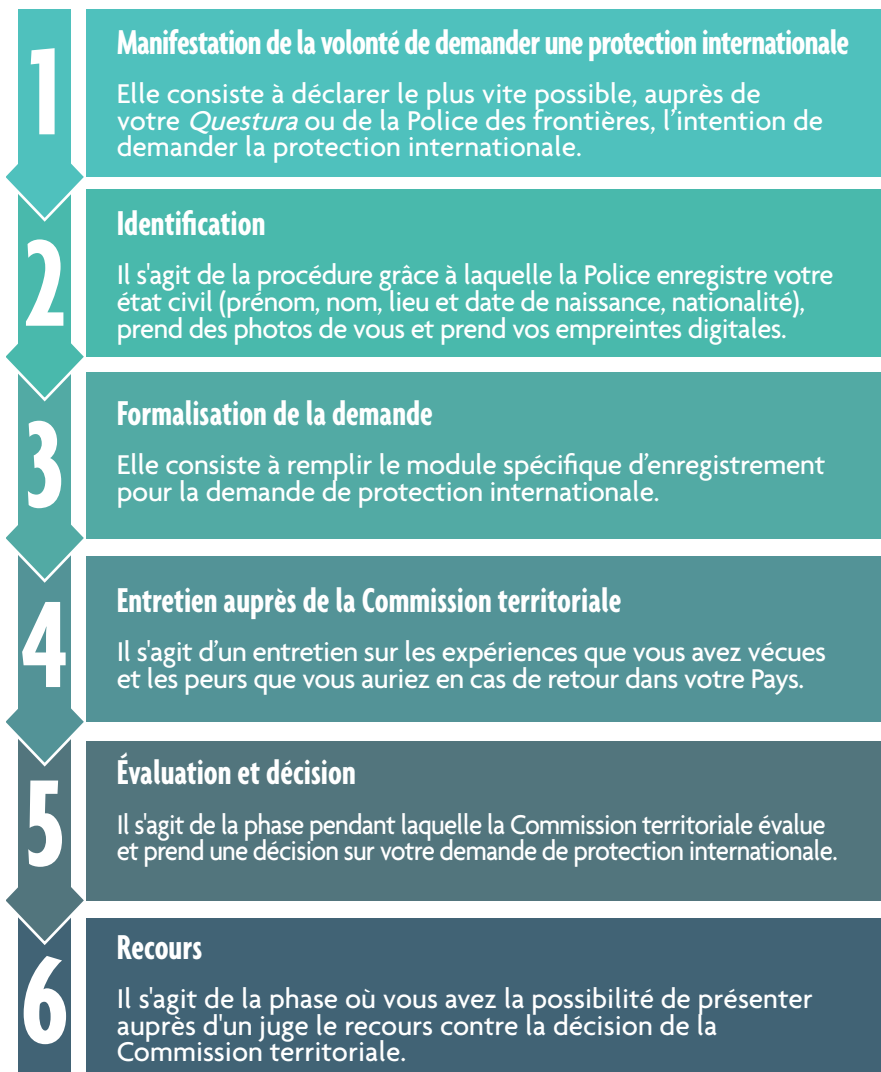 1
Manifestation de la volonté de demander une protection internationale
Elle consiste à déclarer le plus vite possible, auprès de
votre Questura ou de la Police des frontières, l'intention de
demander la protection internationale.
2
Identification
Il s'agit de la procédure grâce à laquelle la Police enregistre votre
état civil (prénom, nom, lieu et date de naissance, nationalité),
prend des photos de vous et prend vos empreintes digitales.
3
Formalisation de la demande
Elle consiste à remplir le module spécifique d'enregistrement
pour la demande de protection internationale.
4
Entretien auprès de la Commission territoriale
Il s'agit d'un entretien sur les expériences que vous avez vécues
et les peurs que vous auriez en cas de retour dans votre Pays.
5
Évaluation et décision
Il s'agit de la phase pendant laquelle la Commission territoriale évalue
et prend une décision sur votre demande de protection internationale.
6
Recours
Il s'agit de la phase où vous avez la possibilité de présenter
auprès d'un juge le recours contre la décision de la
Commission territoriale.